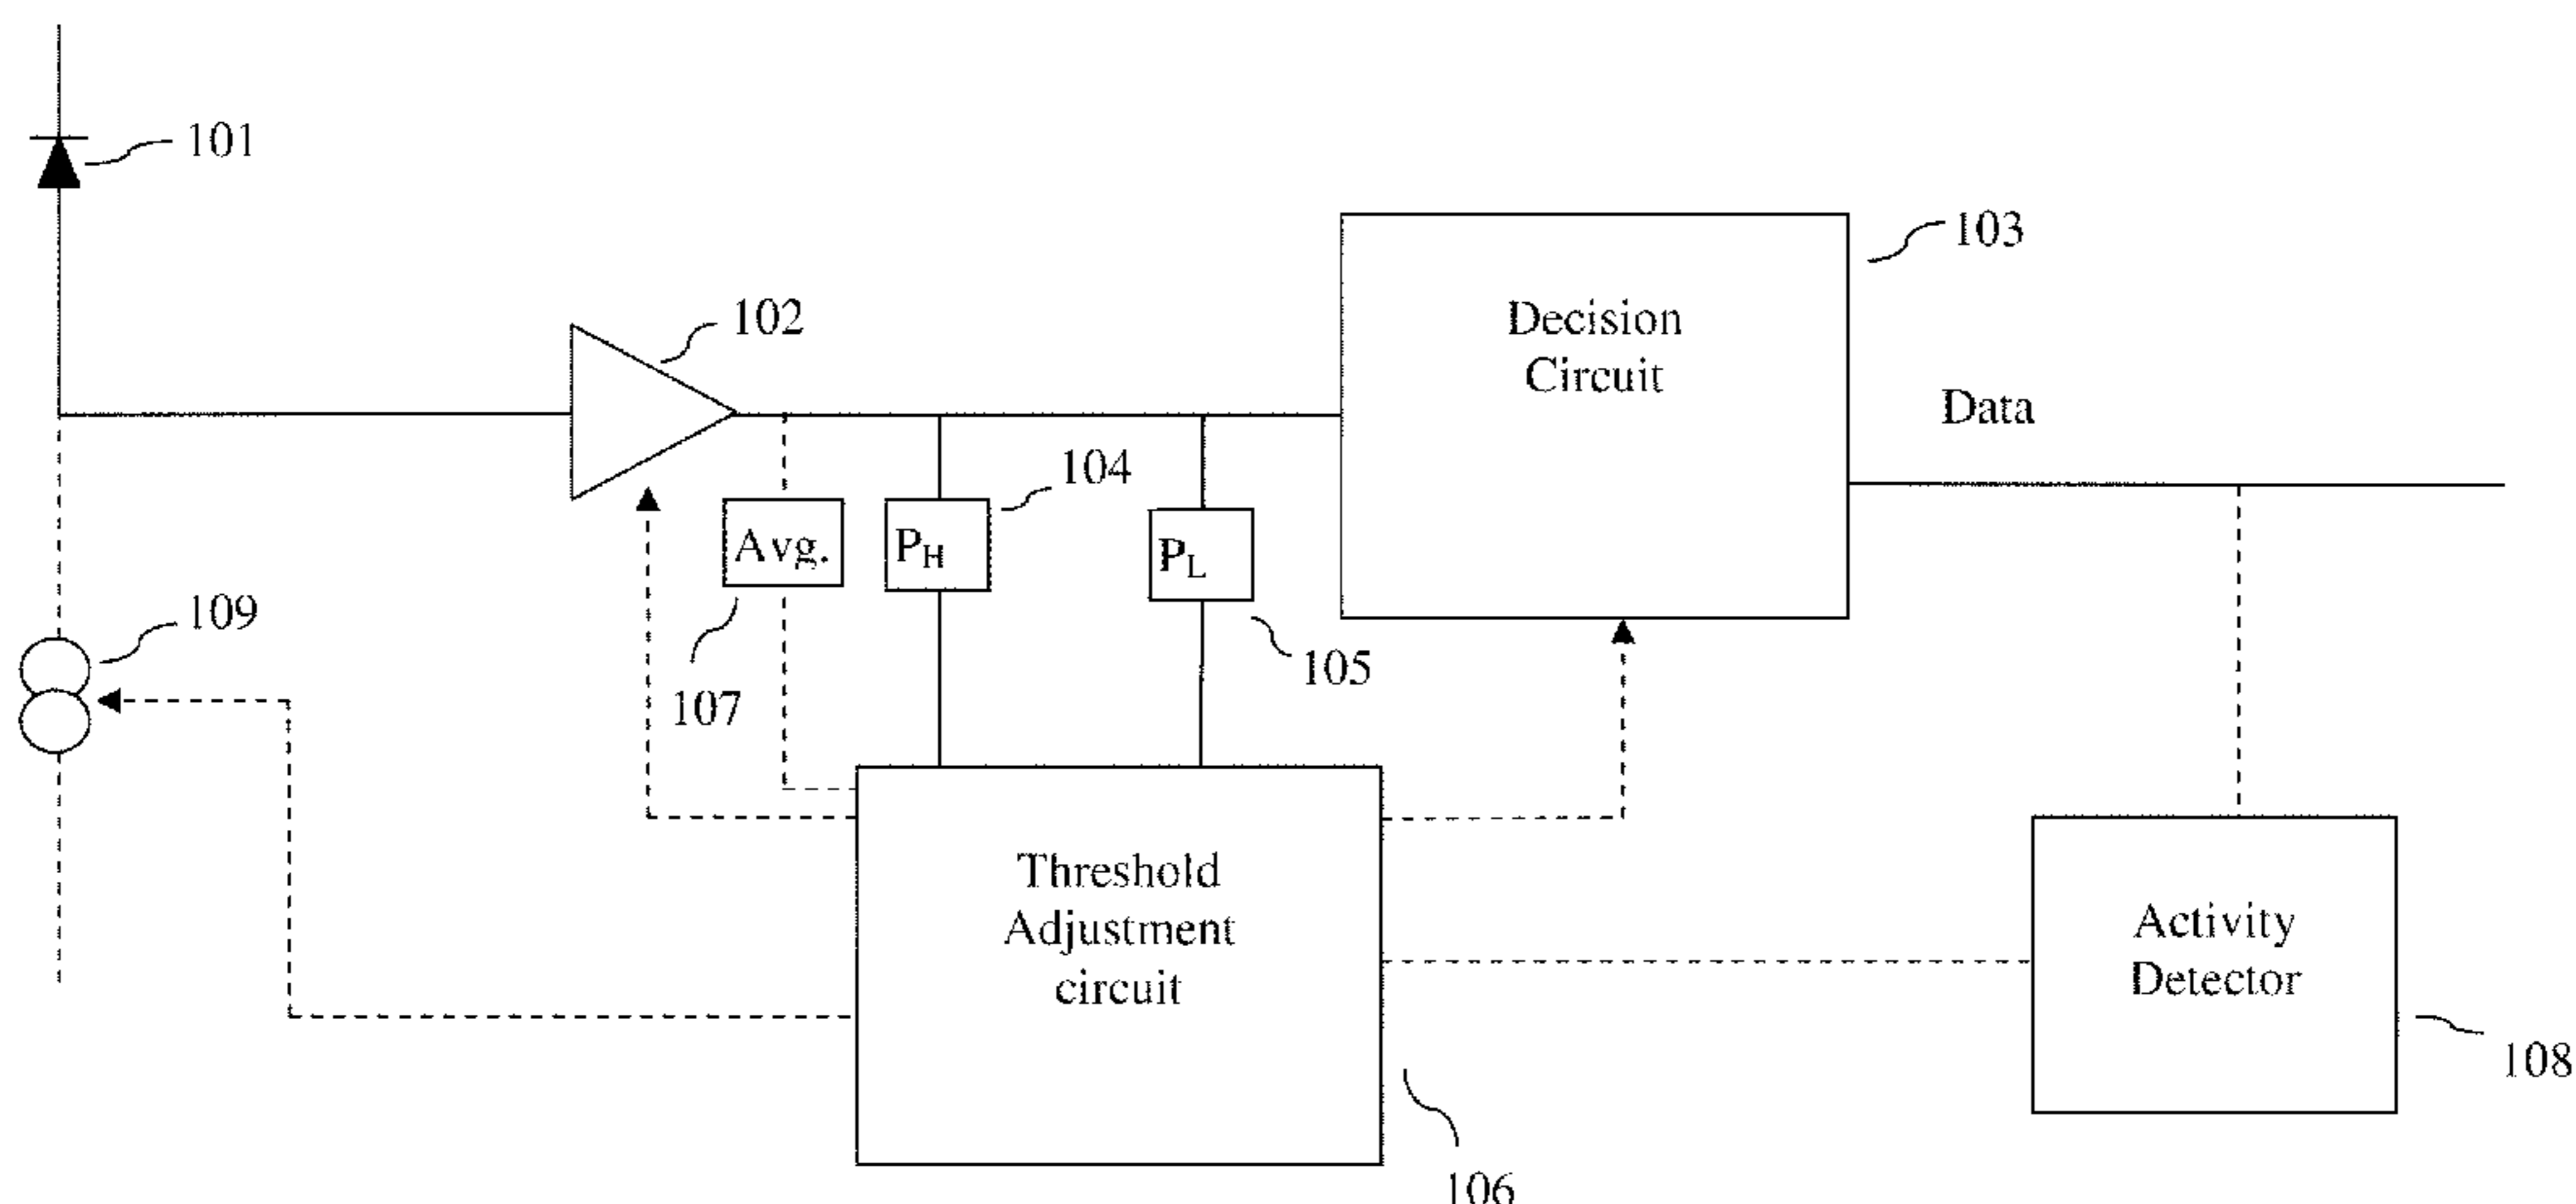 101
103
102
Decision
Circuit
Data
104
Avg.
PH
PL
109
105
107
Threshold
Adjustment
circuit
Activity
Detector
108
106